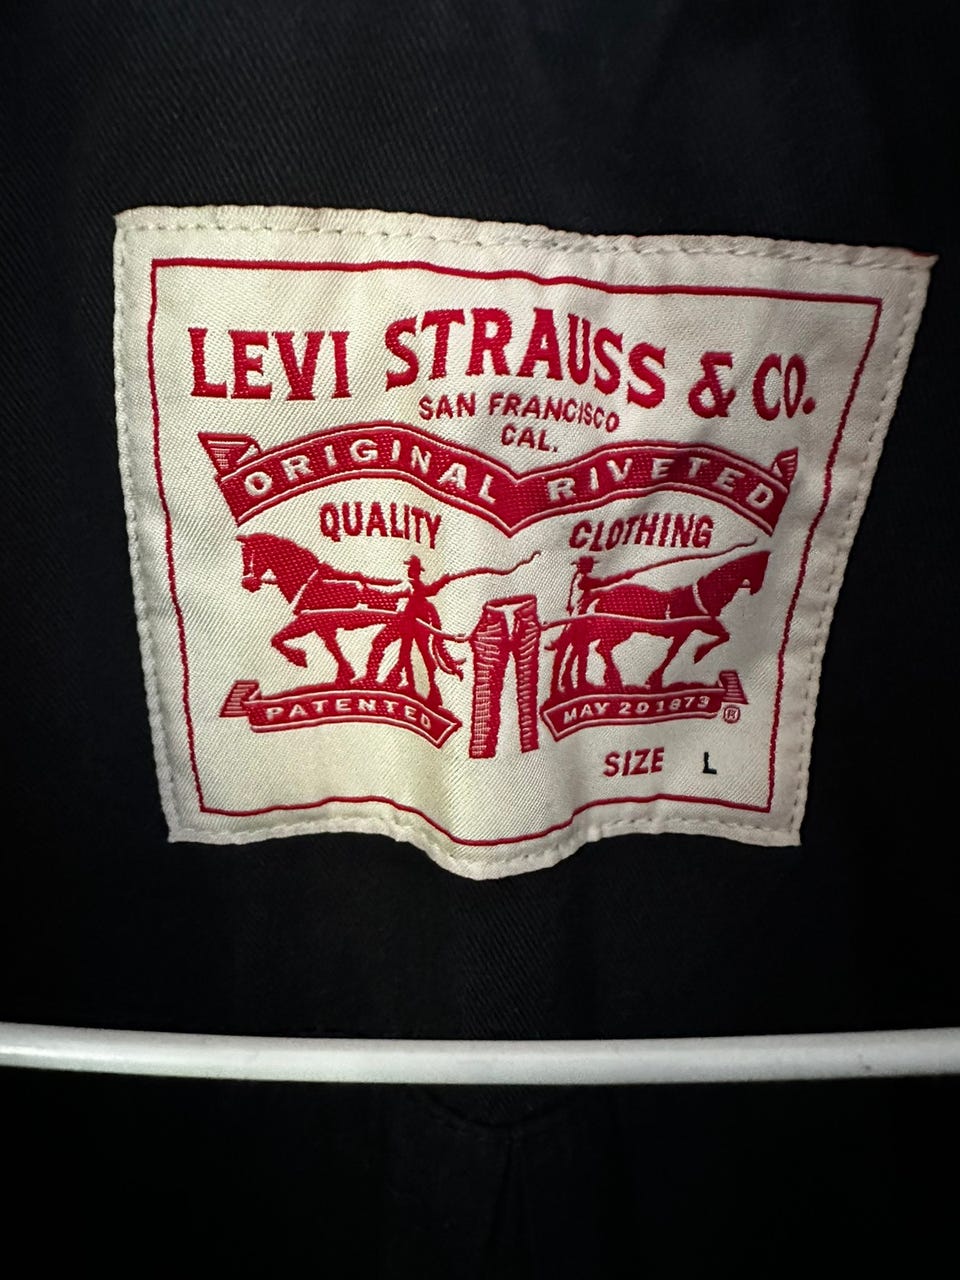 LEVI STRAUSS & CO.
SAN FRANCISCO
CAL.
ORIGINAL RIVETED
QUALITY CLOTHING
PATENTED MAY 20 1873 ®
SIZE L